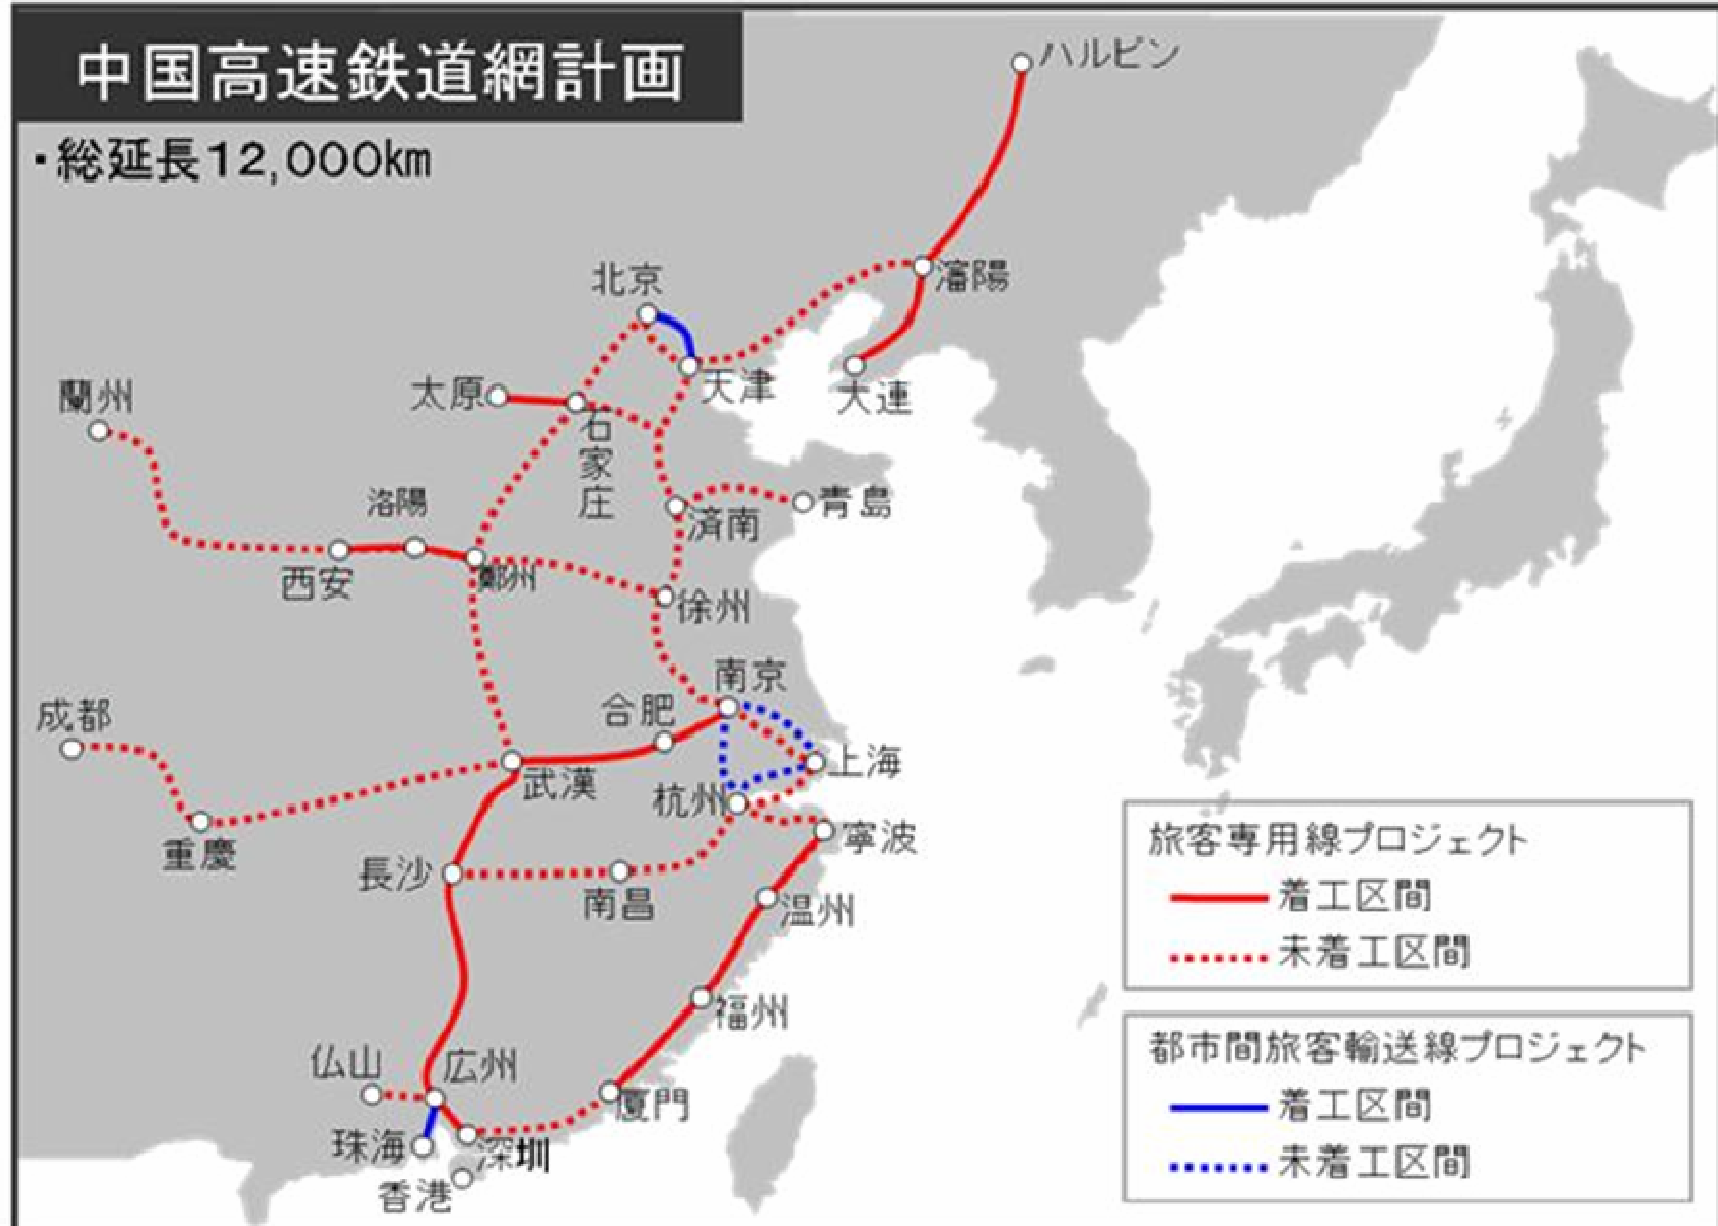 中国高速鉄道網計画
・総延長12,000km
ハルビン
瀋陽
北京
天津
大連
太原
石家庄
蘭州
済南
青島
洛陽
西安
鄭州
徐州
南京
合肥
成都
上海
武漢
杭州
重慶
寧波
長沙
南昌
温州
福州
仏山
広州
厦門
珠海
深圳
香港
旅客専用線プロジェクト
着工区間
未着工区間
都市間旅客輸送線プロジェクト
着工区間
未着工区間